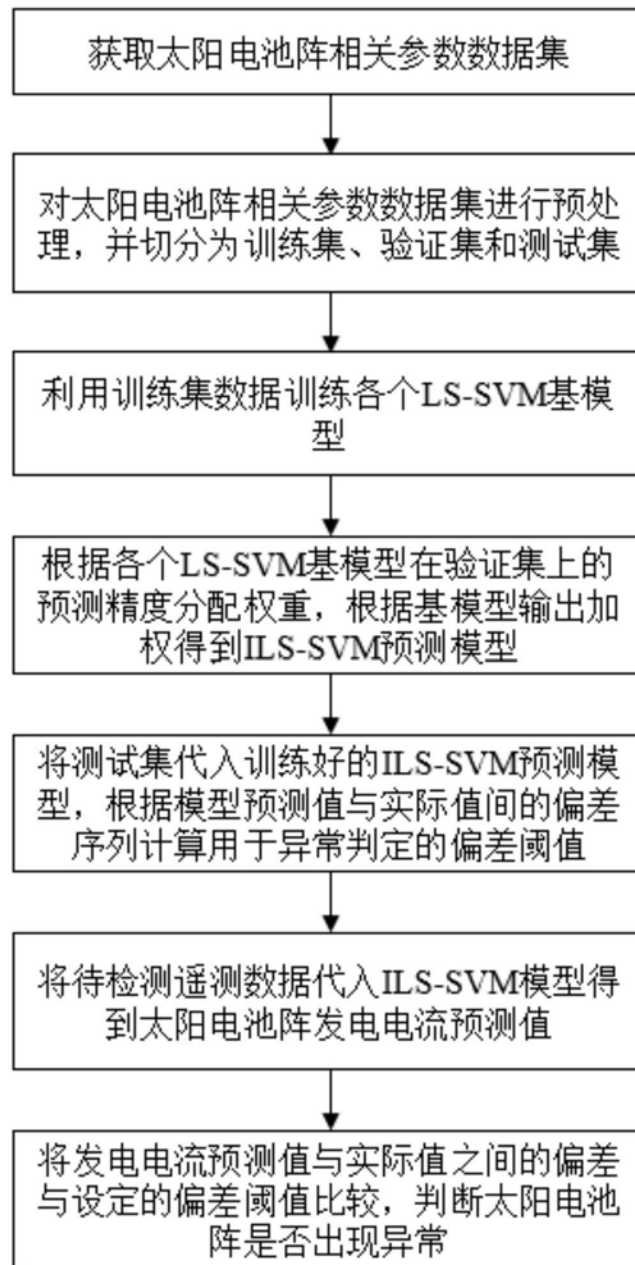 获取太阳电池阵相关参数数据集
对太阳电池阵相关参数数据集进行预处
理，并切分为训练集、验证集和测试集
利用训练集数据训练各个LS-SVM基模
型
根据各个LS-SVM基模型在验证集上的
预测精度分配权重，根据基模型输出加
权得到ILS-SVM预测模型
将测试集代入训练好的ILS-SVM预测模
型，根据模型预测值与实际值间的偏差
序列计算用于异常判定的偏差阈值
将待检测遥测数据代入ILS-SVM模型得
到太阳电池阵发电电流预测值
将发电电流预测值与实际值之间的偏差
与设定的偏差阈值比较，判断太阳电池
阵是否出现异常